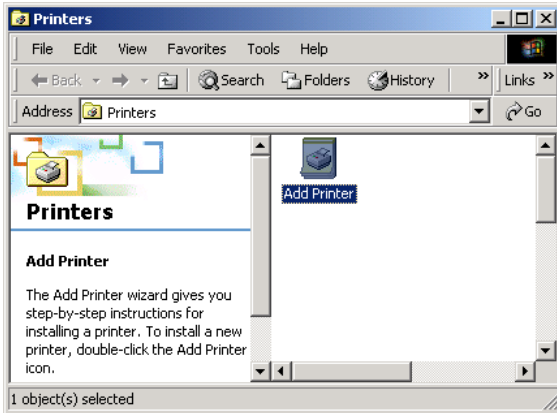 Printers
File Edit View Favorites Tools Help
Back Search Folders History » Links »
Address Printers Go
Add Printer
Printers
Add Printer
The Add Printer wizard gives you
step-by-step instructions for
installing a printer. To install a new
printer, double-click the Add Printer
icon.
1 object(s) selected